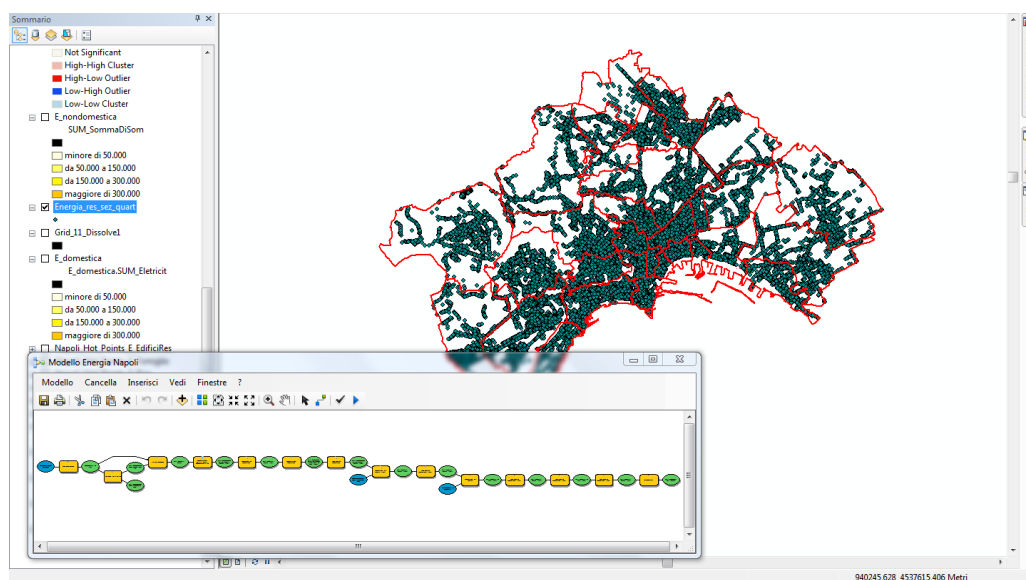 Sommario
Not Significant
High-High Cluster
High-Low Outlier
Low-High Outlier
Low-Low Cluster
E_nondomestica
SUM_SommaDiSom
minore di 50.000
da 50.000 a 150.000
da 150.000 a 300.000
maggiore di 300.000
Energia_res_sez_quart
Grid_11_Dissolve1
E_domestica
E_domestica.SUM_Eletricit
minore di 50.000
da 50.000 a 150.000
da 150.000 a 300.000
maggiore di 300.000
Napoli_Hot_Points_E_EdificiRes
Modello Energia Napoli
Modello Cancella Inserisci Vedi Finestre ?
940245,628 4537615,406 Metri